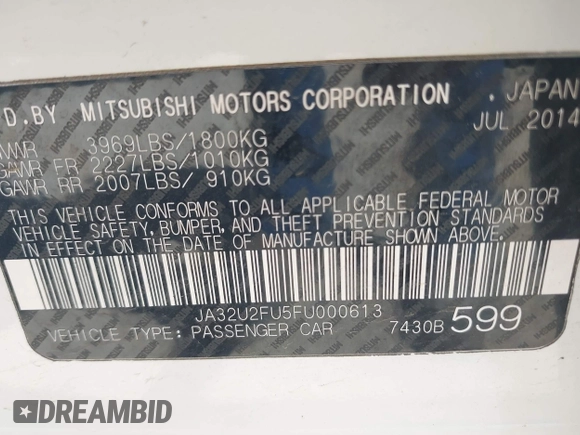 D.BY MITSUBISHI MOTORS CORPORATION . JAPAN
JUL 2014
VWR 3969LBS/1800KG
GAWR FR 2227LBS/1010KG
GAWR RR 2007LBS/ 910KG
THIS VEHICLE CONFORMS TO ALL APPLICABLE FEDERAL MOTOR
VEHICLE SAFETY, BUMPER, AND THEFT PREVENTION STANDARDS
IN EFFECT ON THE DATE OF MANUFACTURE SHOWN ABOVE.
JA32U2FU5FU000613
VEHICLE TYPE: PASSENGER CAR 7430B 599
DREAMBID